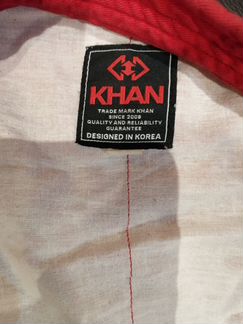 KHAN
TRADE MARK KHAN
SINCE 2008
QUALITY AND RELIABILITY
GUARANTEE
DESIGNED IN KOREA